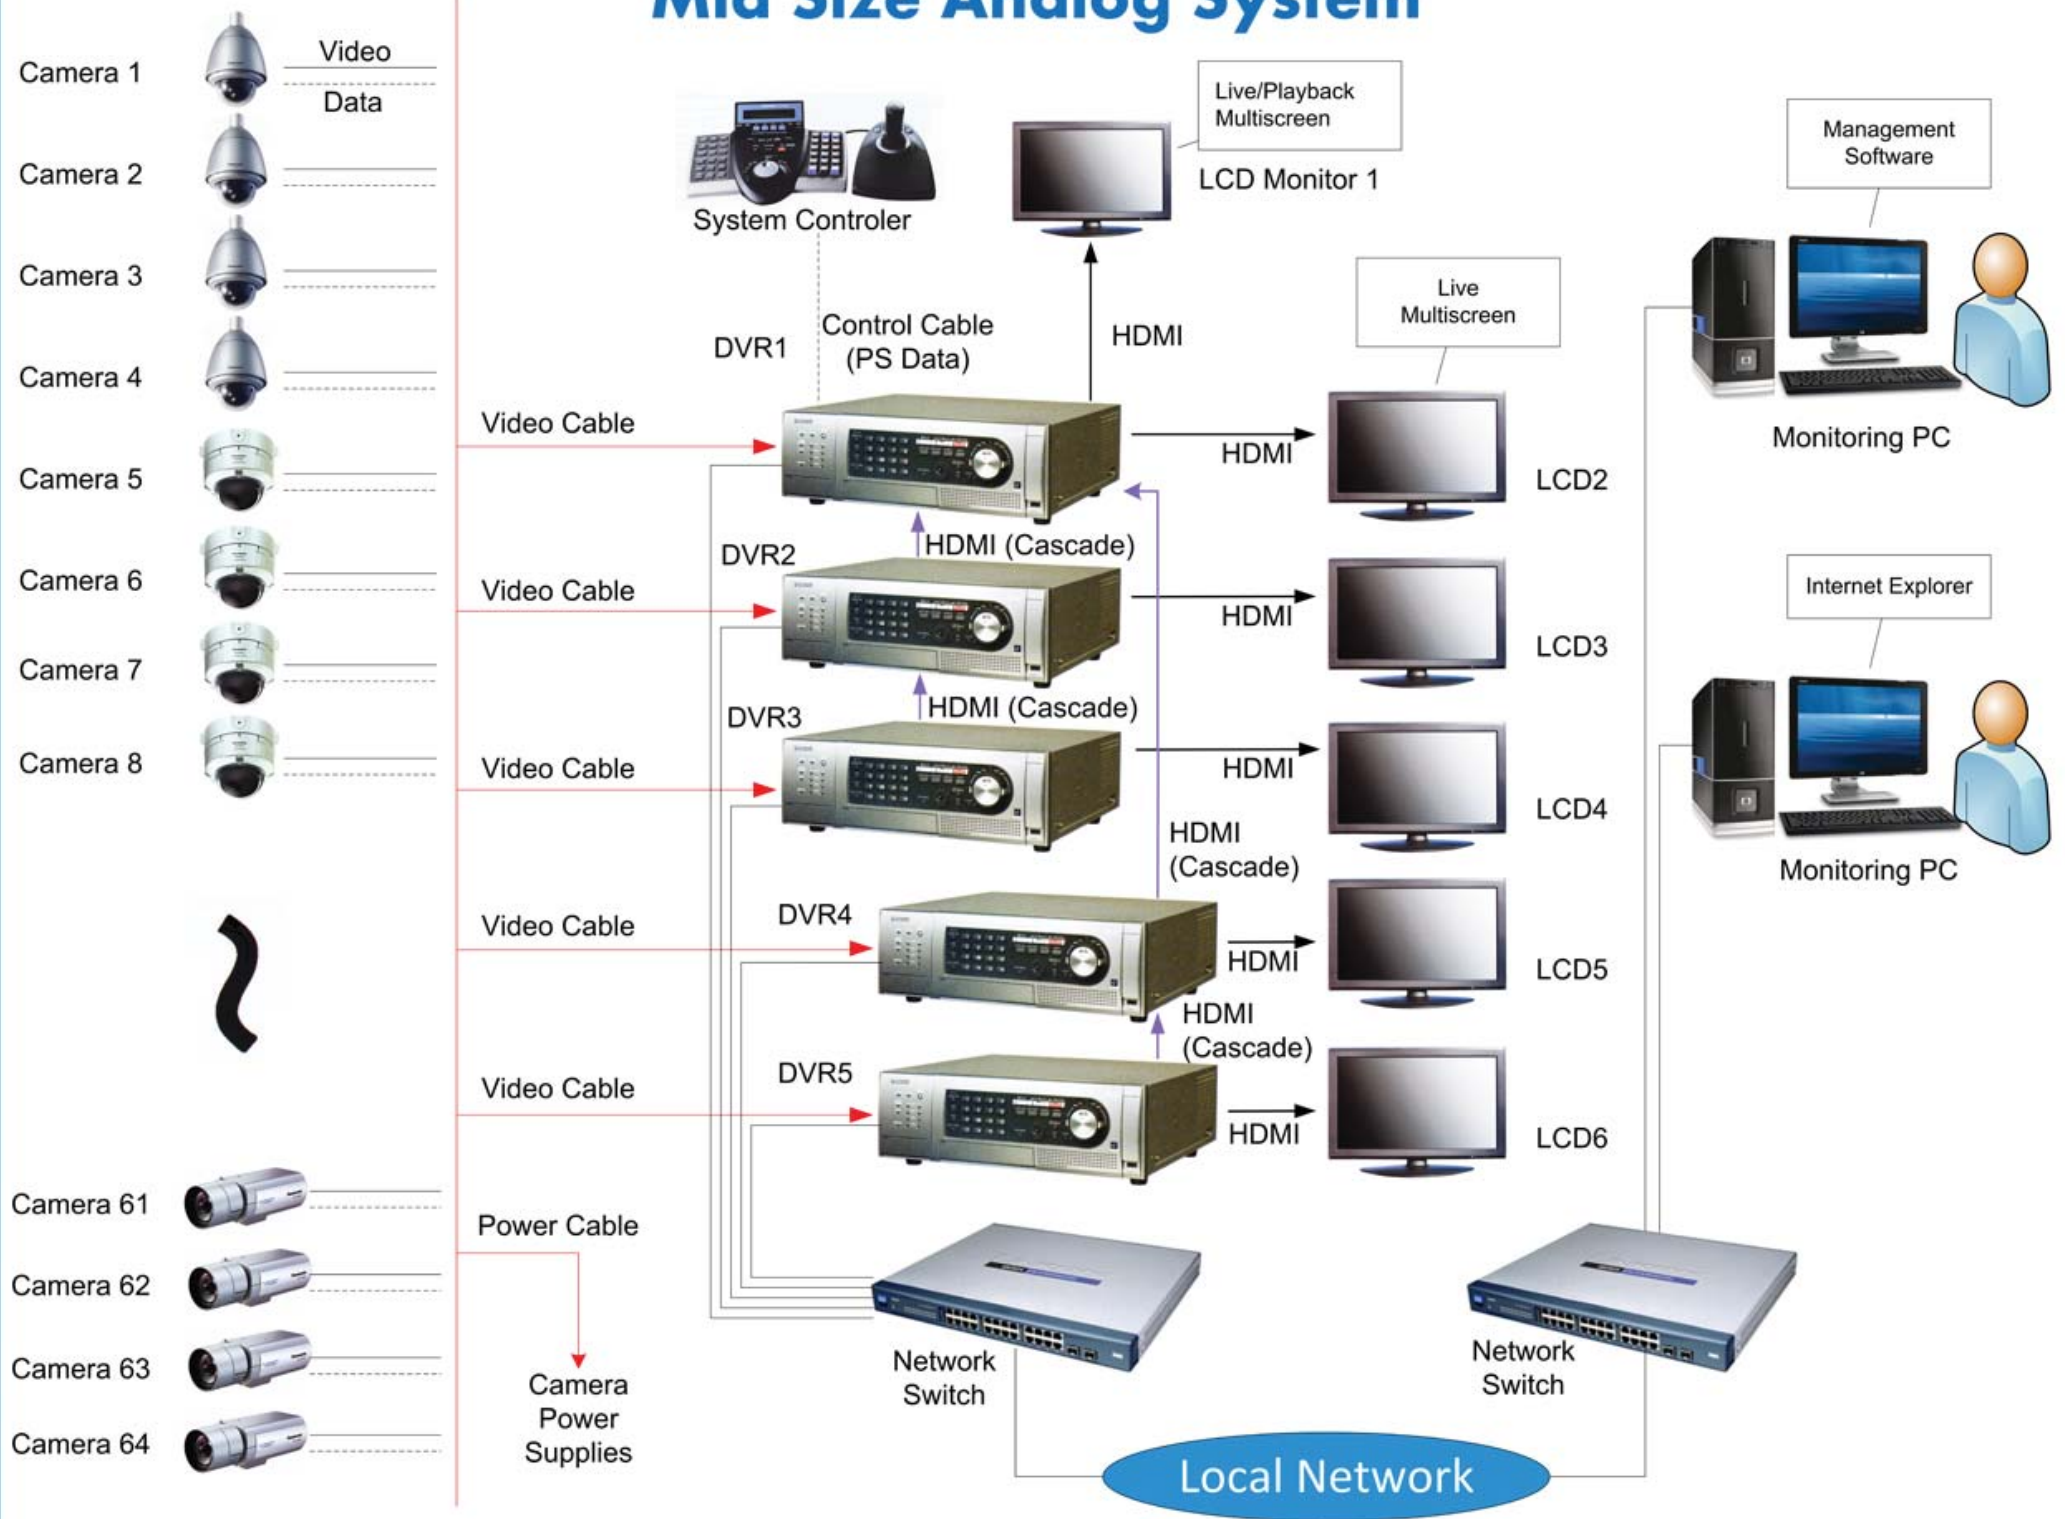 Mid Size Analog System
Camera 1
Video
Data
Camera 2
Camera 3
Camera 4
Camera 5
Camera 6
Camera 7
Camera 8
Camera 61
Camera 62
Camera 63
Camera 64
System Controler
Live/Playback
Multiscreen
LCD Monitor 1
Control Cable
(PS Data)
HDMI
DVR1
Video Cable
HDMI
Live
Multiscreen
LCD2
HDMI (Cascade)
DVR2
Video Cable
HDMI
LCD3
HDMI (Cascade)
DVR3
Video Cable
HDMI
LCD4
HDMI
(Cascade)
DVR4
Video Cable
HDMI
LCD5
HDMI
(Cascade)
DVR5
Video Cable
HDMI
LCD6
Power Cable
Camera
Power
Supplies
Network
Switch
Management
Software
Monitoring PC
Internet Explorer
Monitoring PC
Network
Switch
Local Network